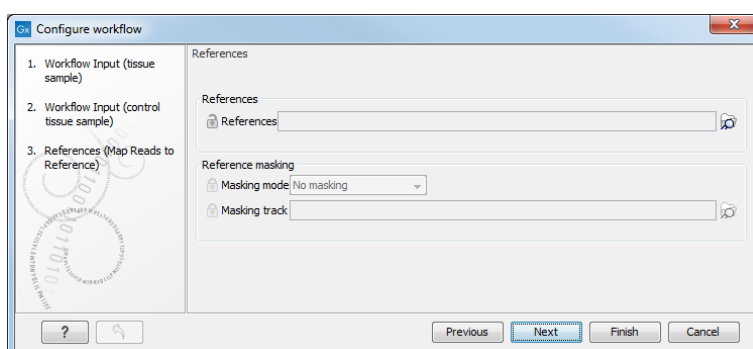 Gx Configure workflow
x
1. Workflow Input (tissue
sample)
2. Workflow Input (control
tissue sample)
3. References (Map Reads to
Reference)
References
References
References
Reference masking
Masking mode No masking
Masking track
?
Previous
Next
Finish
Cancel